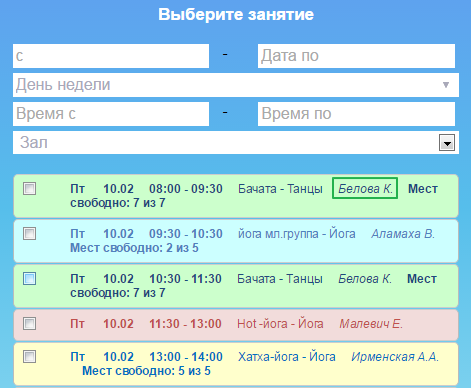 Выберите занятие
с - Дата по
День недели
Время с - Время по
Зал
Пт 10.02 08:00 - 09:30 Бачата - Танцы Белова К. Мест
свободно: 7 из 7
Пт 10.02 09:30 - 10:30 йога мл.группа - Йога Аламаха В.
Мест свободно: 2 из 5
Пт 10.02 10:30 - 11:30 Бачата - Танцы Белова К. Мест
свободно: 7 из 7
Пт 10.02 11:30 - 13:00 Hot -йога - Йога Малевич Е.
Пт 10.02 13:00 - 14:00 Хатха-йога - Йога Ирменская А.А.
Мест свободно: 5 из 5